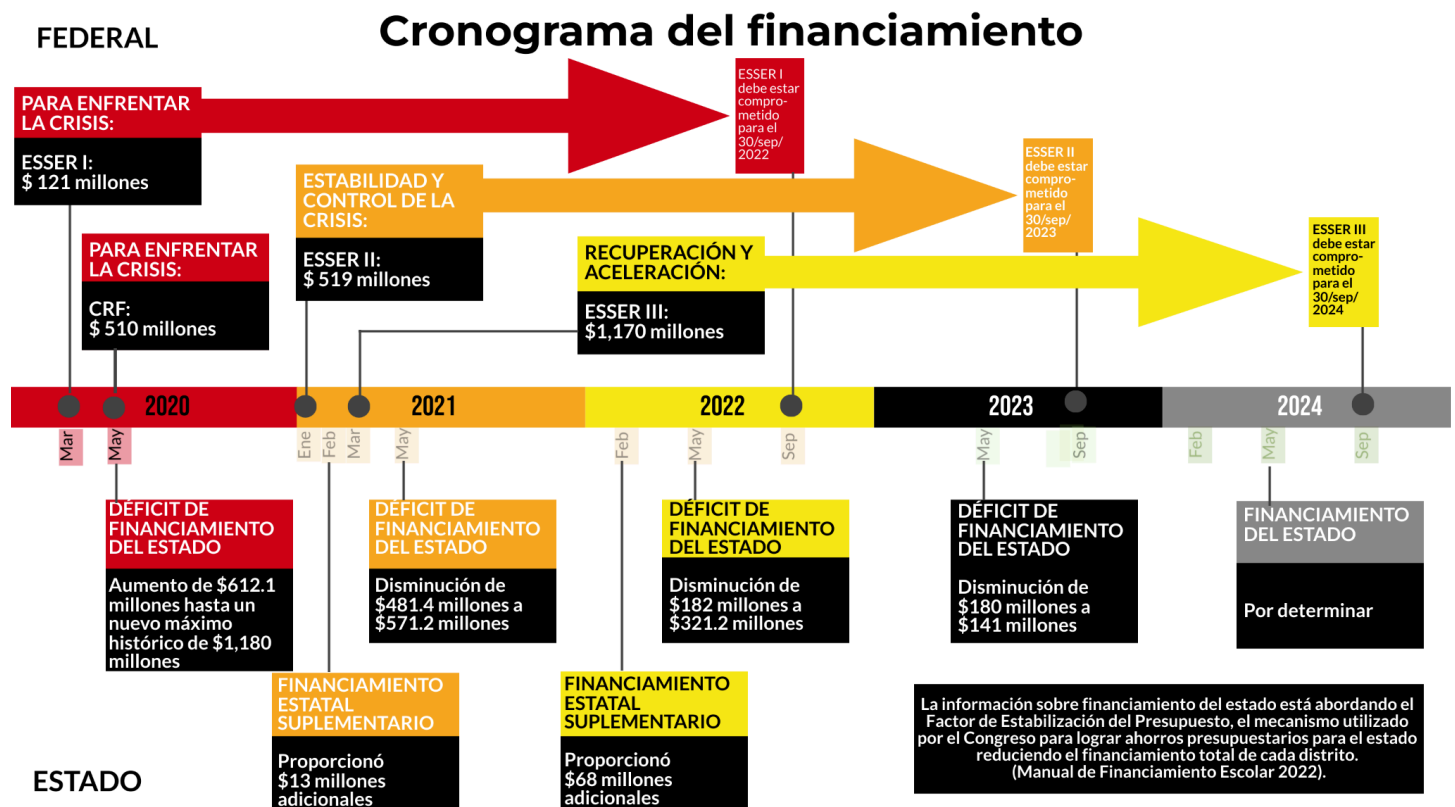 FEDERAL
Cronograma del financiamiento
PARA ENFRENTAR
LA CRISIS:
ESSER I:
$ 121 millones
ESSER I
debe estar
compro-
metido
para el
30/sep/
2022
ESTABILIDAD Y
CONTROL DE LA
CRISIS:
ESSER II:
$ 519 millones
ESSER II
debe estar
compro-
metido
para el
30/sep/
2023
PARA ENFRENTAR
LA CRISIS:
CRF:
$ 510 millones
RECUPERACIÓN Y
ACELERACIÓN:
ESSER III:
$1,170 millones
ESSER III
debe estar
compro-
metido
para el
30/sep/
2024
2020
2021
2022
2023
2024
Mar
May
Ene
Feb
Mar
May
Feb
May
Sep
May
Sep
Feb
May
Sep
DÉFICIT DE
FINANCIAMIENTO
DEL ESTADO
Aumento de $612.1
millones hasta un
nuevo máximo
histórico de $1,180
millones
DÉFICIT DE
FINANCIAMIENTO
DEL ESTADO
Disminución de
$481.4 millones a
$571.2 millones
DÉFICIT DE
FINANCIAMIENTO
DEL ESTADO
Disminución de
$182 millones a
$321.2 millones
DÉFICIT DE
FINANCIAMIENTO
DEL ESTADO
Disminución de
$180 millones a
$141 millones
FINANCIAMIENTO
DEL ESTADO
Por determinar
FINANCIAMIENTO
ESTATAL
SUPLEMENTARIO
Proporcionó
$13 millones
adicionales
FINANCIAMIENTO
ESTATAL
SUPLEMENTARIO
Proporcionó
$68 millones
adicionales
La información sobre financiamiento del estado está abordando el
Factor de Estabilización del Presupuesto, el mecanismo utilizado
por el Congreso para lograr ahorros presupuestarios para el estado
reduciendo el financiamiento total de cada distrito.
(Manual de Financiamiento Escolar 2022).
ESTADO